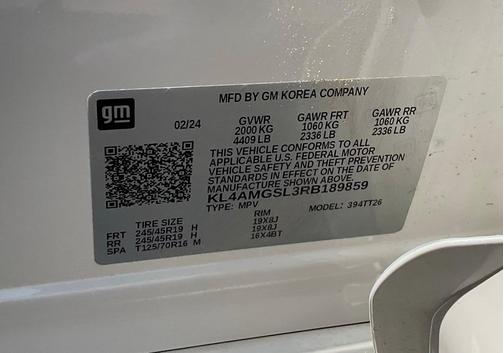 gm
MFD BY GM KOREA COMPANY
02/24
GVWR GAWR FRT GAWR RR
2000 KG 1060 KG 1060 KG
4409 LB 2336 LB 2336 LB
THIS VEHICLE CONFORMS TO ALL
APPLICABLE U.S. FEDERAL MOTOR
VEHICLE SAFETY AND THEFT PREVENTION
STANDARDS IN EFFECT ON THE DATE OF
MANUFACTURE SHOWN ABOVE.
KL4AMGSL3RB189859
TYPE: MPV MODEL: 394TT26
TIRE SIZE RIM
FRT 245/45R19 H 19X8J
RR 245/45R19 H 19X8J
SPA T125/70R16 M 16X4BT